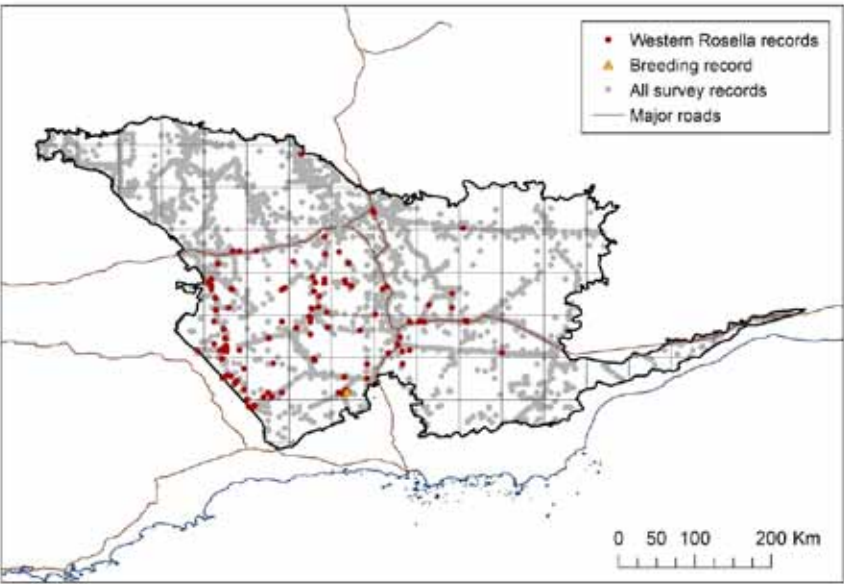 Western Rosella records
Breeding record
All survey records
Major roads
0 50 100 200 Km